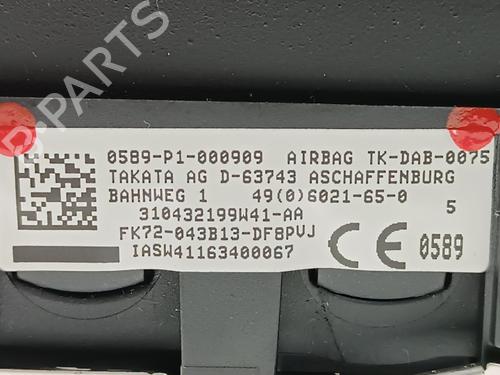 B-PARTS
0589-P1-000909 AIRBAG TK-DAB-0075
TAKATA AG D-63743 ASCHAFFENBURG
BAHNWEG 1 49(0)6021-65-0
310432199W41-AA 5
FK72-043B13-DF8PVJ
IASW41163400067
CE 0589